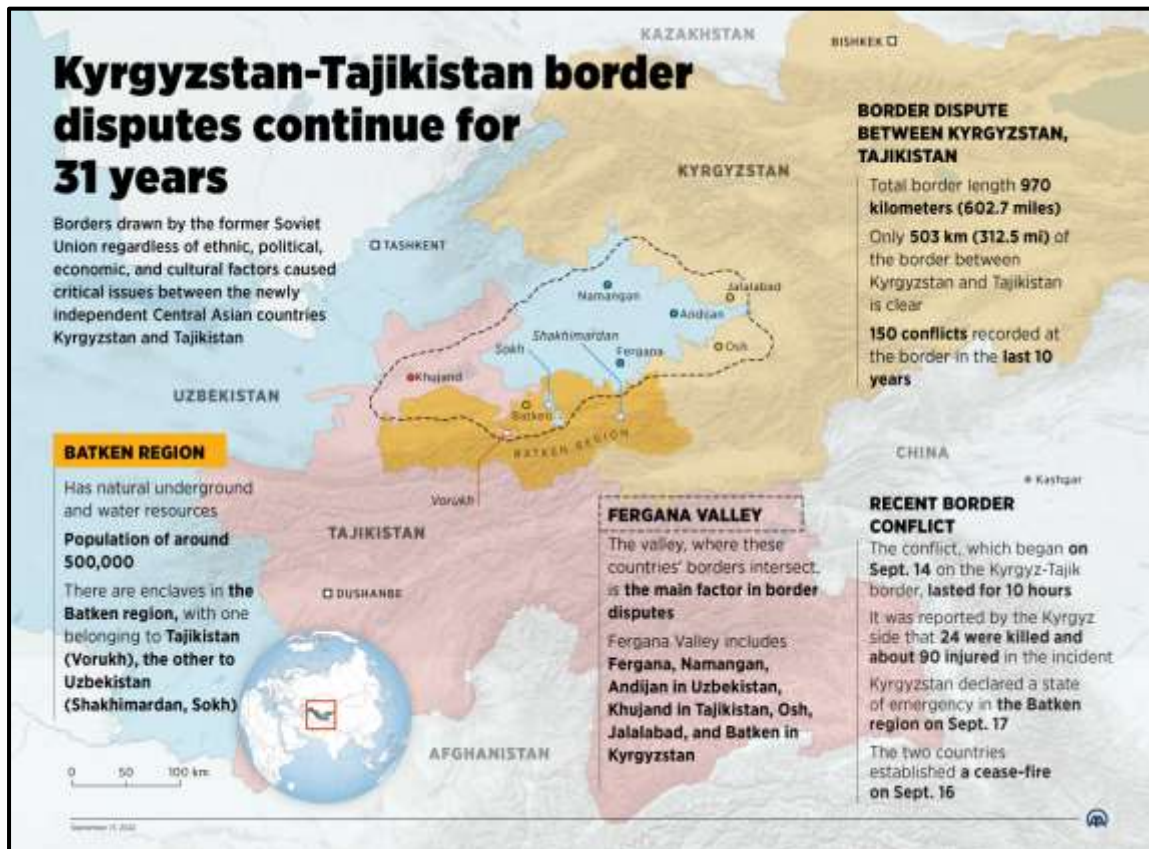 Kyrgyzstan-Tajikistan border
disputes continue for
31 years
Borders drawn by the former Soviet
Union regardless of ethnic, political,
economic, and cultural factors caused
critical issues between the newly
independent Central Asian countries
Kyrgyzstan and Tajikistan
KAZAKHSTAN
BISHKEK
KYRGYZSTAN
TASHKENT
Namangan
Jalalabad
Andijan
Shakhimardan
Sokh
Fergana
Osh
Khujand
UZBEKISTAN
Batken
BATKEN REGION
Vorukh
CHINA
Kashgar
TAJIKISTAN
DUSHANBE
AFGHANISTAN
BORDER DISPUTE
BETWEEN KYRGYZSTAN,
TAJIKISTAN
Total border length 970
kilometers (602.7 miles)
Only 503 km (312.5 mi) of
the border between
Kyrgyzstan and Tajikistan
is clear
150 conflicts recorded at
the border in the last 10
years
BATKEN REGION
Has natural underground
and water resources
Population of around
500,000
There are enclaves in the
Batken region, with one
belonging to Tajikistan
(Vorukh), the other to
Uzbekistan
(Shakhimardan, Sokh)
FERGANA VALLEY
The valley, where these
countries' borders intersect,
is the main factor in border
disputes
Fergana Valley includes
Fergana, Namangan,
Andijan in Uzbekistan,
Khujand in Tajikistan, Osh,
Jalalabad, and Batken in
Kyrgyzstan
RECENT BORDER
CONFLICT
The conflict, which began on
Sept. 14 on the Kyrgyz-Tajik
border, lasted for 10 hours
It was reported by the Kyrgyz
side that 24 were killed and
about 90 injured in the incident
Kyrgyzstan declared a state
of emergency in the Batken
region on Sept. 17
The two countries
established a cease-fire
on Sept. 16
0 50 100 km